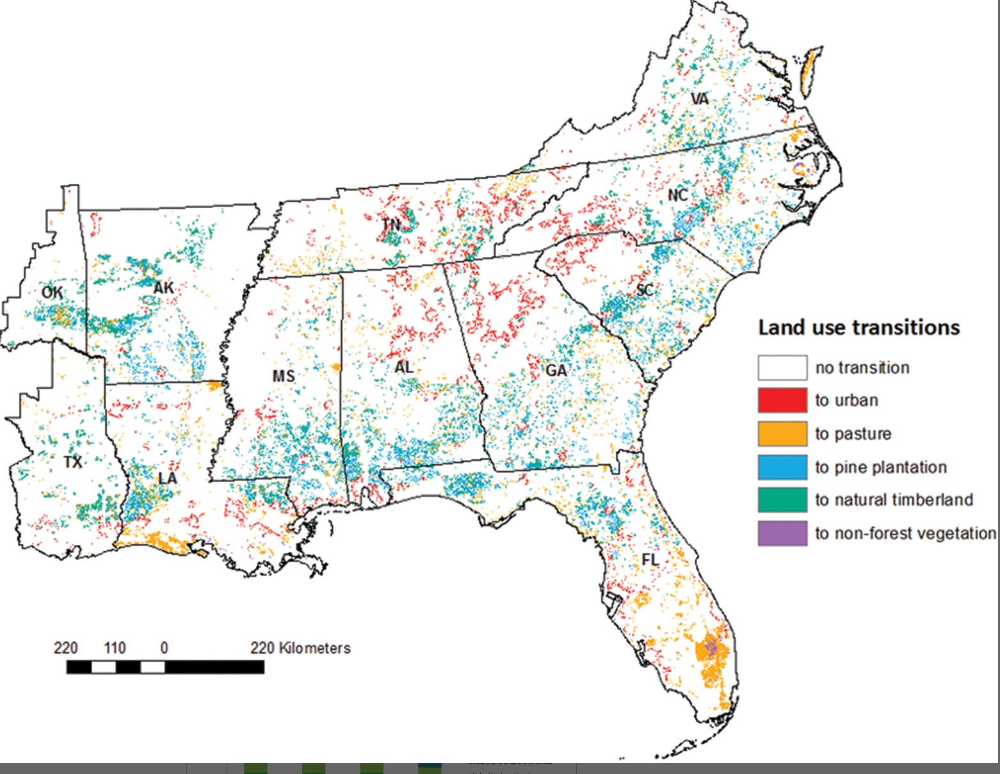 VA
NC
TN
AK
OK
SC
MS
AL
GA
TX
LA
FL
Land use transitions
no transition
to urban
to pasture
to pine plantation
to natural timberland
to non-forest vegetation
220 110 0 220 Kilometers